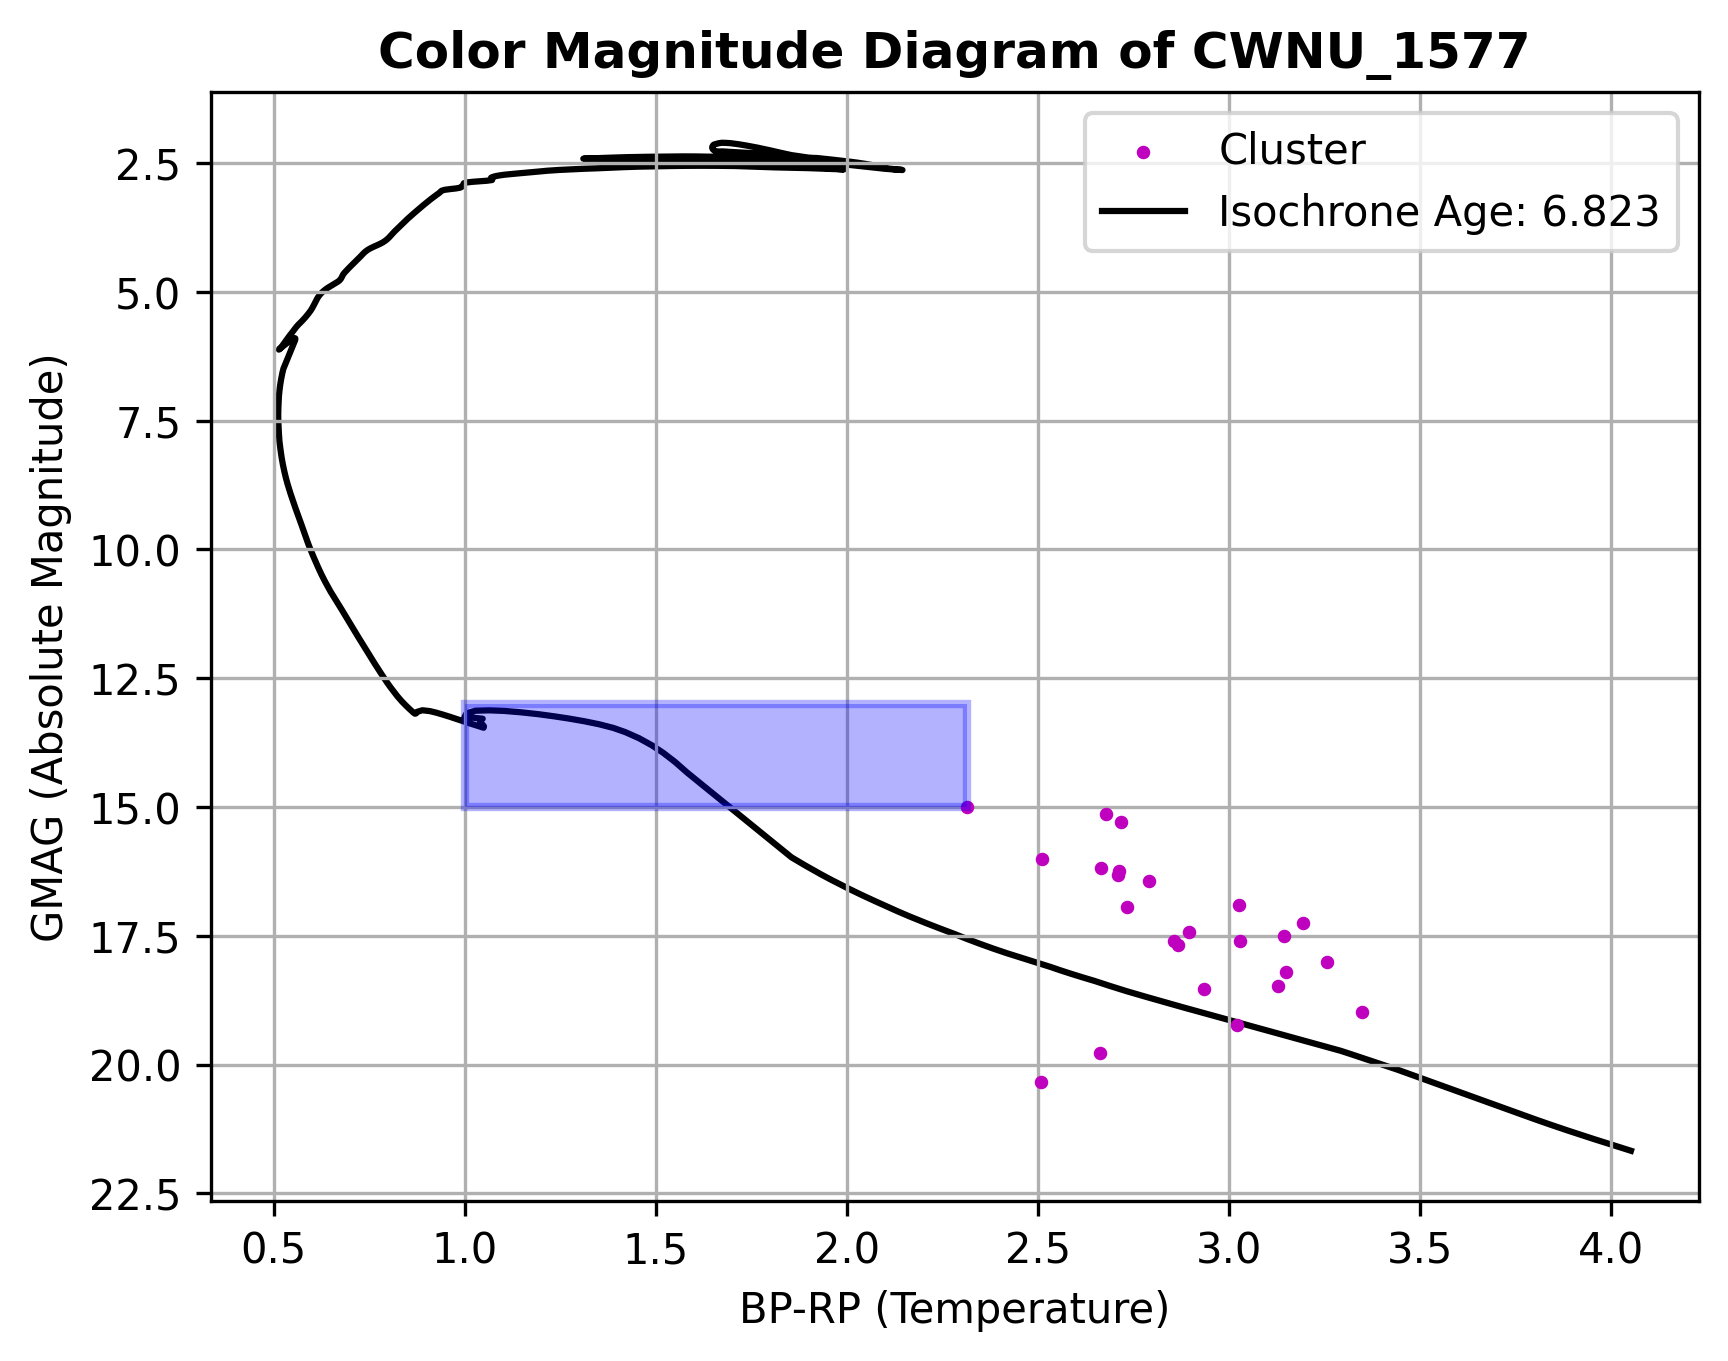 Color Magnitude Diagram of CWNU_1577
Cluster
Isochrone Age: 6.823
GMAG (Absolute Magnitude)
2.5
5.0
7.5
10.0
12.5
15.0
17.5
20.0
22.5
0.5 1.0 1.5 2.0 2.5 3.0 3.5 4.0
BP-RP (Temperature)